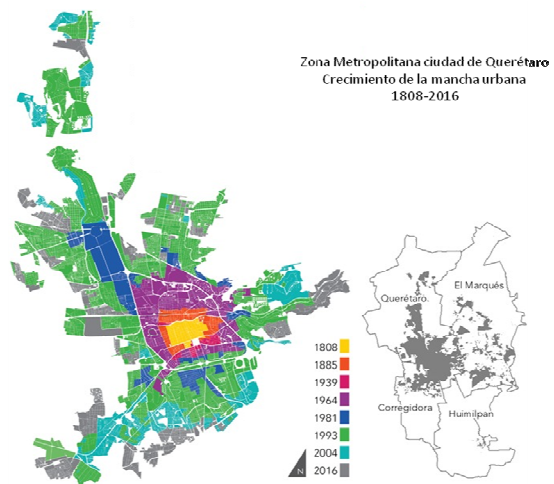 Zona Metropolitana ciudad de Querétaro
Crecimiento de la mancha urbana
1808-2016
El Marqués
Querétaro
1808
1885
1939
1964
1981
1993
2004
2016
Corregidora
Huimilpan
N